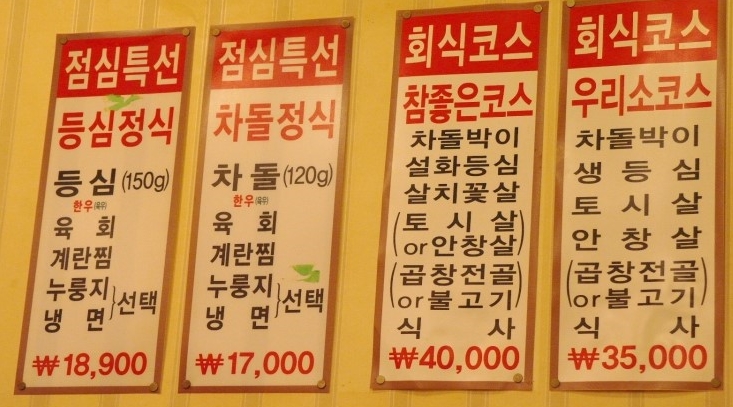 점심특선
등심정식
등심(150g)
한우(육우)
육회
계란찜
누룽지
냉면
}선택
₩18,900
점심특선
차돌정식
차돌(120g)
한우(육우)
육회
계란찜
누룽지
냉면
}선택
₩17,000
회식코스
참좋은코스
차돌박이
설화등심
살치꽃살
(토시살
or안창살)
(곱창전골
or불고기)
식사
₩40,000
회식코스
우리소코스
차돌박이
생등심
토시살
안창살
(곱창전골
or불고기)
식사
₩35,000